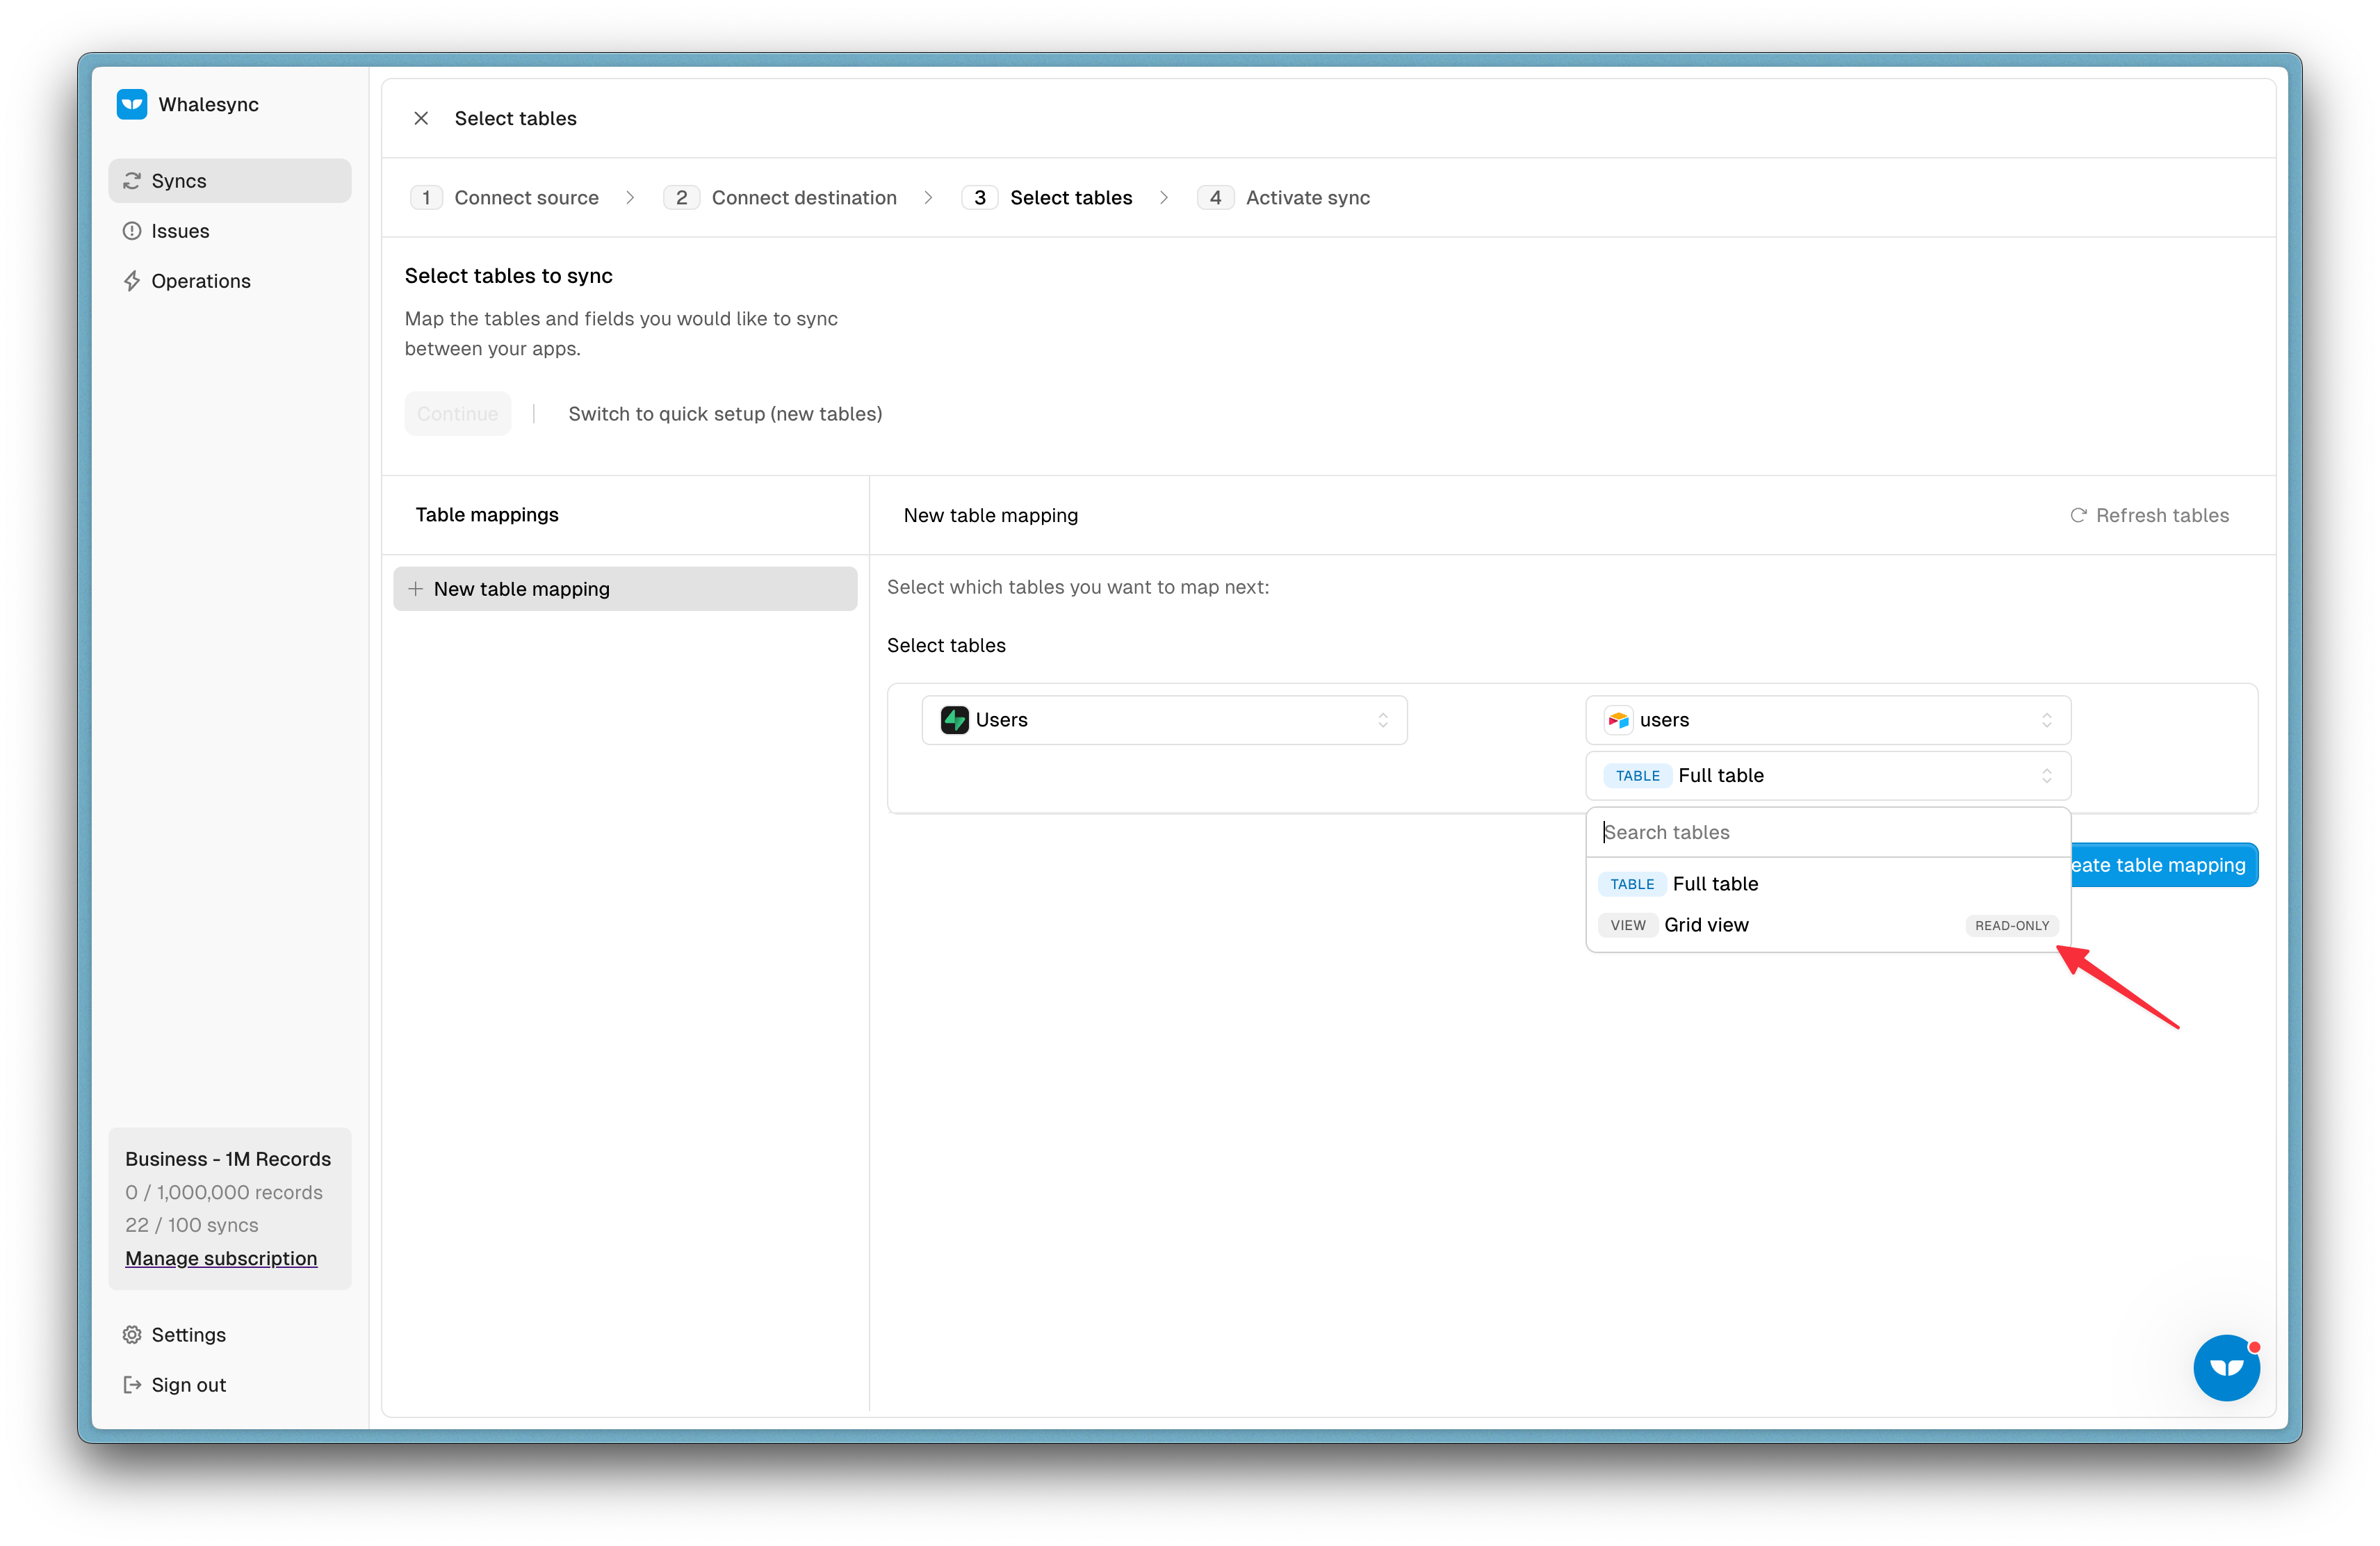 Whalesync
Syncs
Issues
Operations
Select tables
1 Connect source
2 Connect destination
3 Select tables
4 Activate sync
Select tables to sync
Map the tables and fields you would like to sync
between your apps.
Continue
Switch to quick setup (new tables)
Table mappings
New table mapping
Refresh tables
New table mapping
Select which tables you want to map next:
Select tables
Users
users
TABLE Full table
Search tables
eate table mapping
TABLE Full table
VIEW Grid view READ-ONLY
Business - 1M Records
0 / 1,000,000 records
22 / 100 syncs
Manage subscription
Settings
Sign out